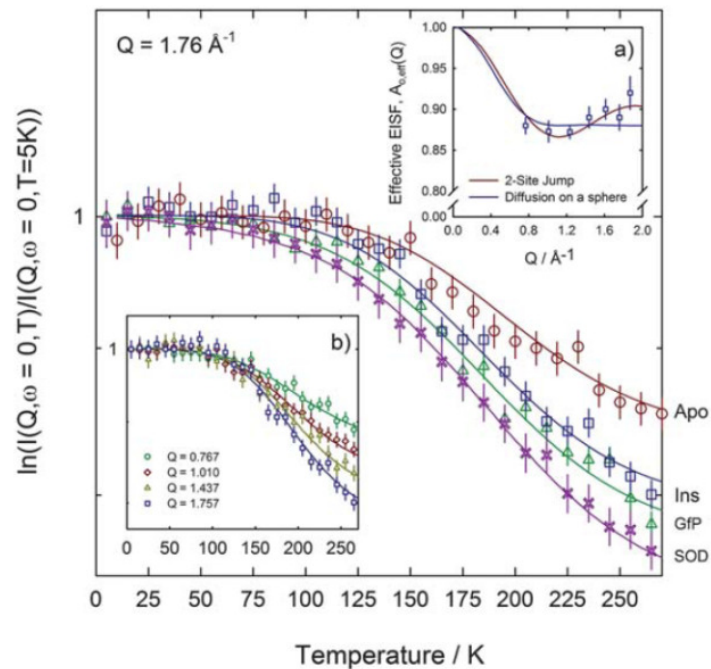 Q = 1.76 Å⁻¹
a)
Effective EISF, A₀,eff(Q)
1.00
0.95
0.90
0.85
0.80
0.00
2-Site Jump
Diffusion on a sphere
0.0 0.4 0.8 1.2 1.6 2.0
Q / Å⁻¹
ln(I(Q,ω = 0,T)/I(Q,ω = 0,T=5K))
1
1
b)
Q = 0.767
Q = 1.010
Q = 1.437
Q = 1.757
0 50 100 150 200 250
Apo
Ins
GfP
SOD
0 25 50 75 100 125 150 175 200 225 250
Temperature / K